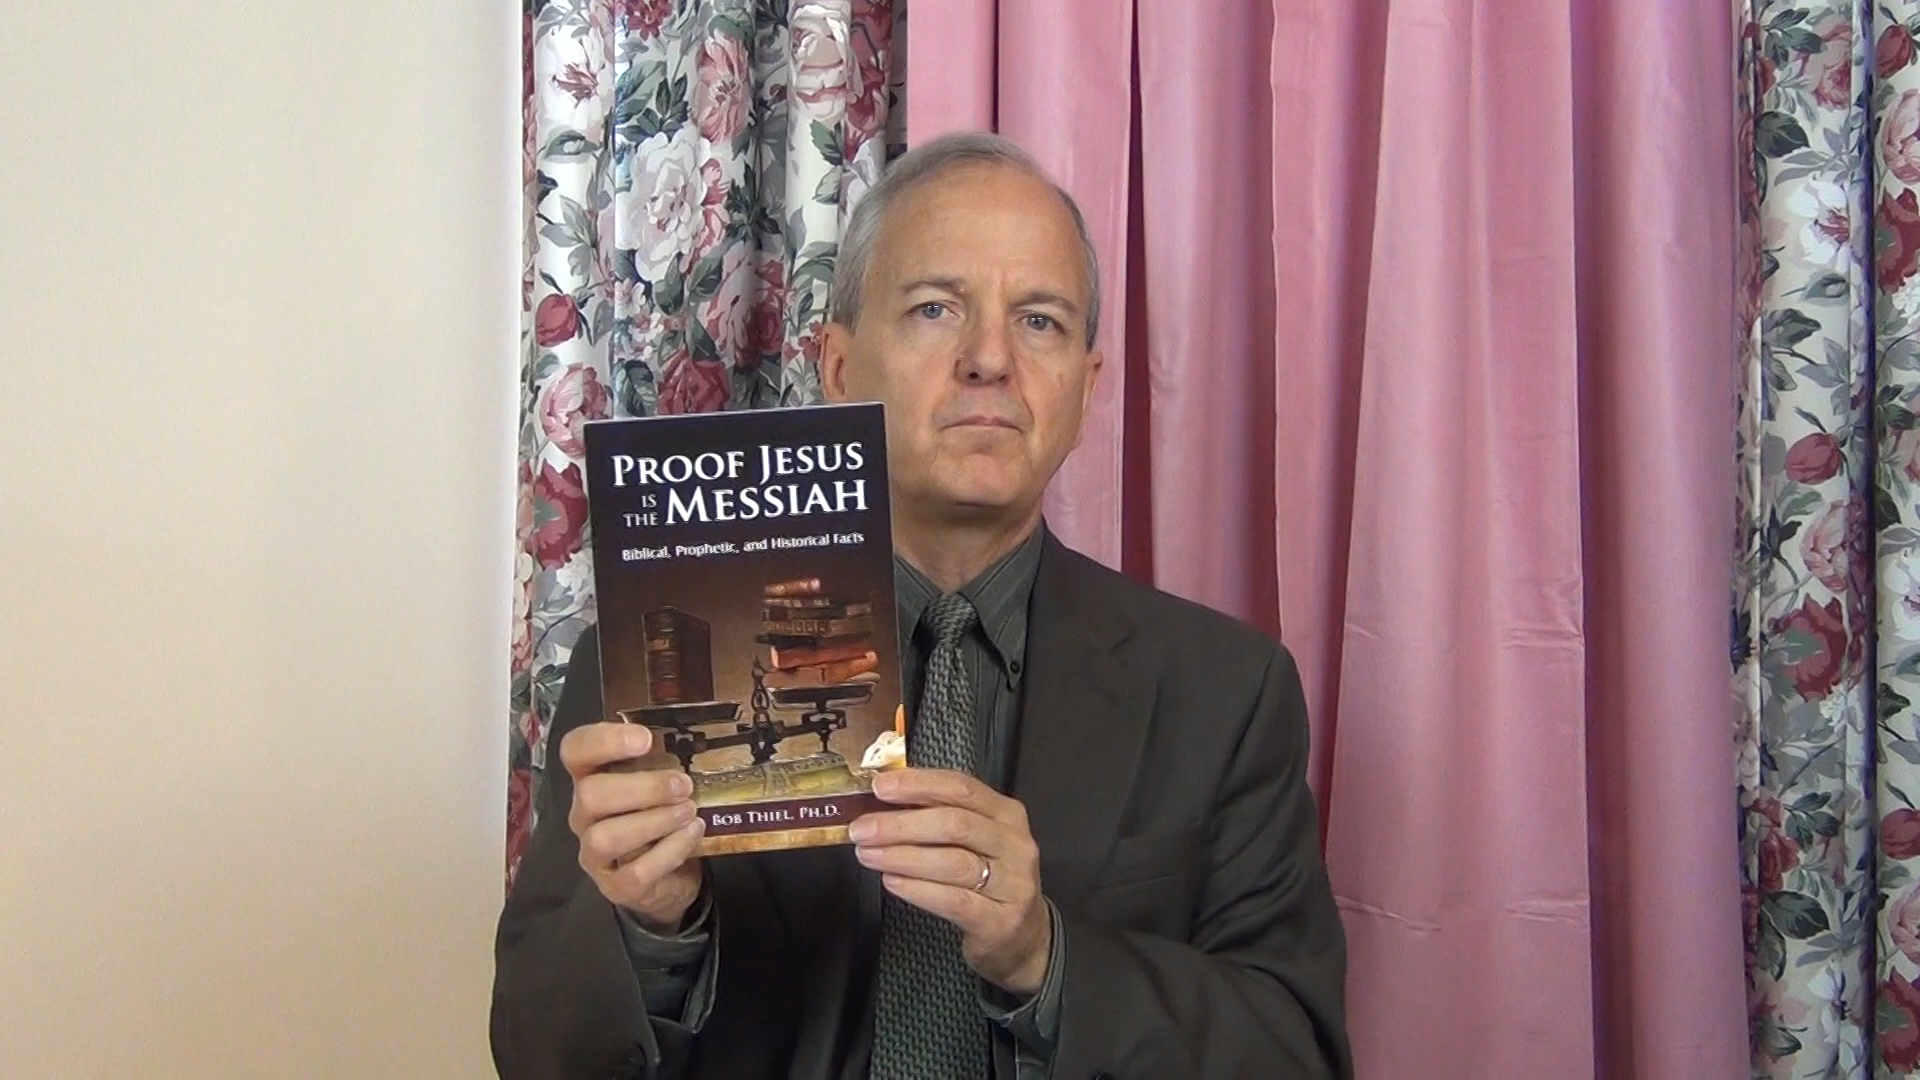 PROOF JESUS
IS
THE MESSIAH
Biblical, Prophetic, and Historical Facts
BOB THIEL, PH.D.